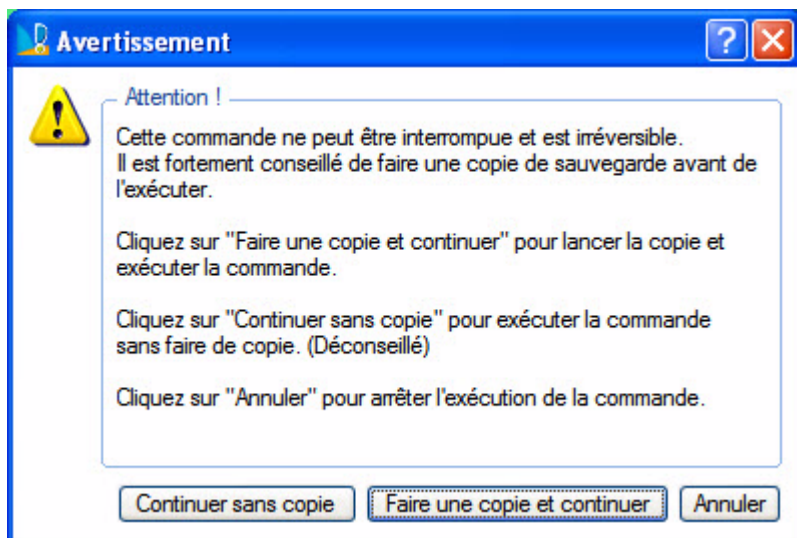 Avertissement
Attention !
Cette commande ne peut être interrompue et est irréversible.
Il est fortement conseillé de faire une copie de sauvegarde avant de
l'exécuter.
Cliquez sur "Faire une copie et continuer" pour lancer la copie et
exécuter la commande.
Cliquez sur "Continuer sans copie" pour exécuter la commande
sans faire de copie. (Déconseillé)
Cliquez sur "Annuler" pour arrêter l'exécution de la commande.
Continuer sans copie
Faire une copie et continuer
Annuler